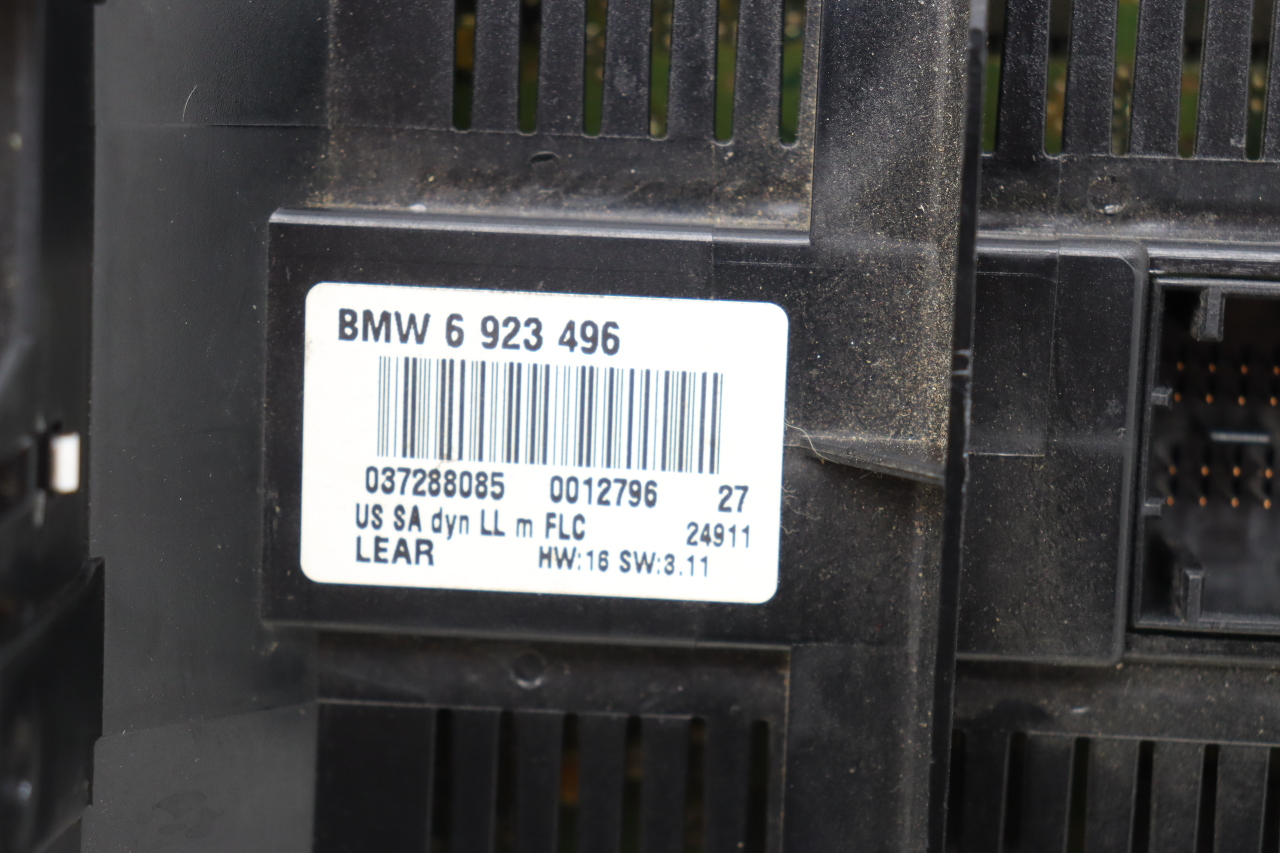 BMW 6 923 496
037288085 0012796 27
US SA dyn LL m FLC 24911
LEAR HW:16 SW:3.11